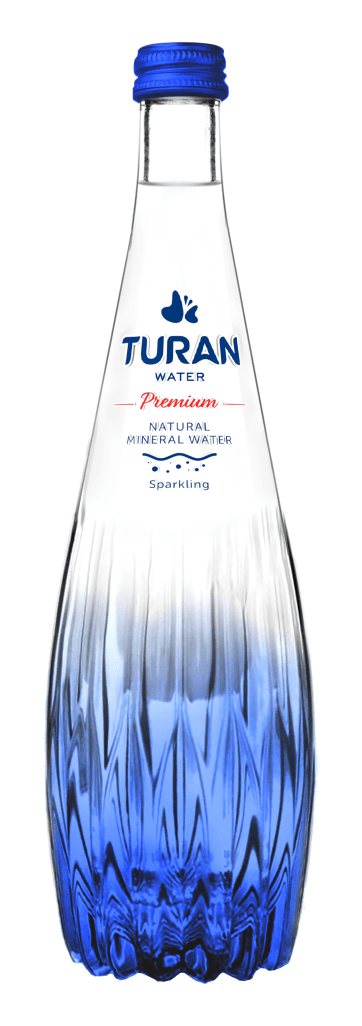 TURAN
WATER
Premium
NATURAL
MINERAL WATER
Sparkling